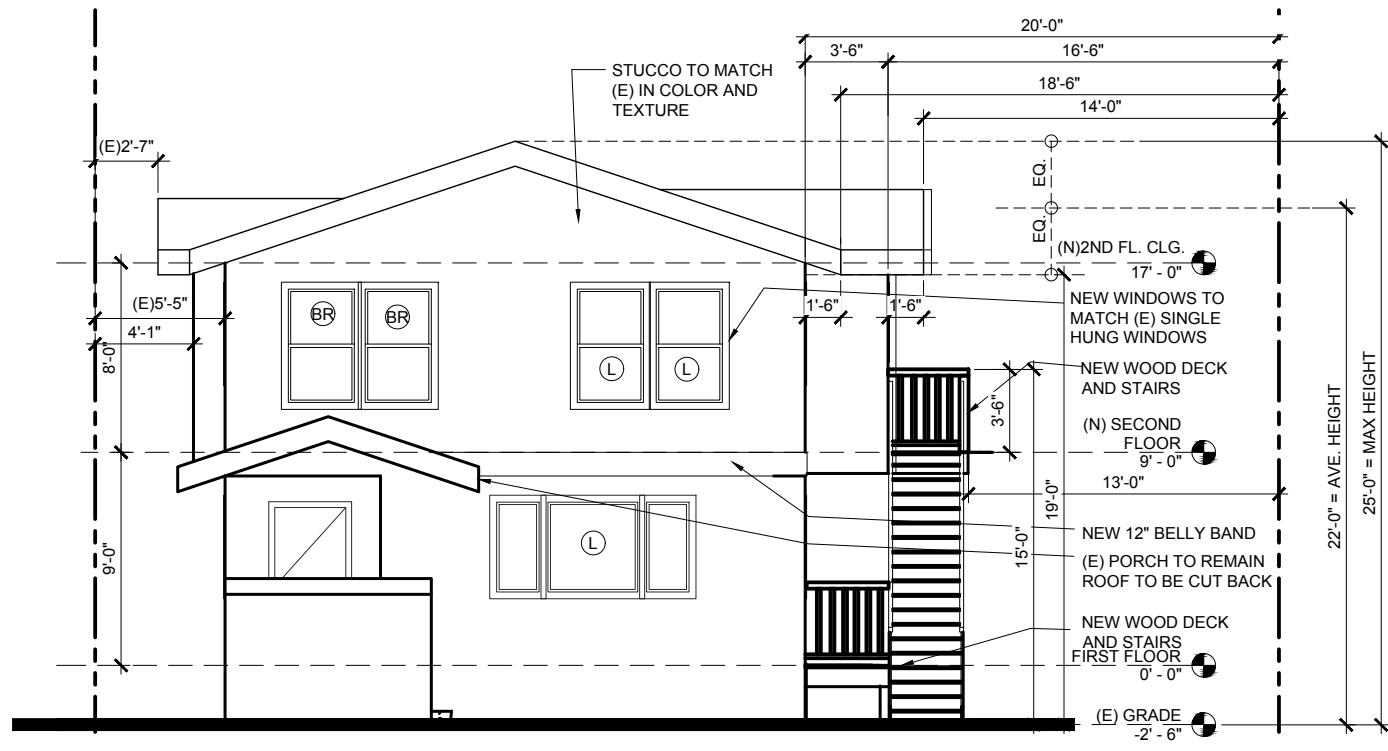 20'-0"
3'-6"
16'-6"
STUCCO TO MATCH
(E) IN COLOR AND
TEXTURE
18'-6"
14'-0"
(E)2'-7"
EQ.
EQ.
(N)2ND FL. CLG.
17' - 0"
(E)5'-5"
4'-1"
8'-0"
BR
BR
L
L
1'-6"
1'-6"
NEW WINDOWS TO
MATCH (E) SINGLE
HUNG WINDOWS
NEW WOOD DECK
AND STAIRS
3'-6"
(N) SECOND
FLOOR
9' - 0"
22'-0" = AVE. HEIGHT
25'-0" = MAX HEIGHT
13'-0"
19'-0"
15'-0"
9'-0"
L
NEW 12" BELLY BAND
(E) PORCH TO REMAIN
ROOF TO BE CUT BACK
NEW WOOD DECK
AND STAIRS
FIRST FLOOR
0' - 0"
(E) GRADE
-2' - 6"